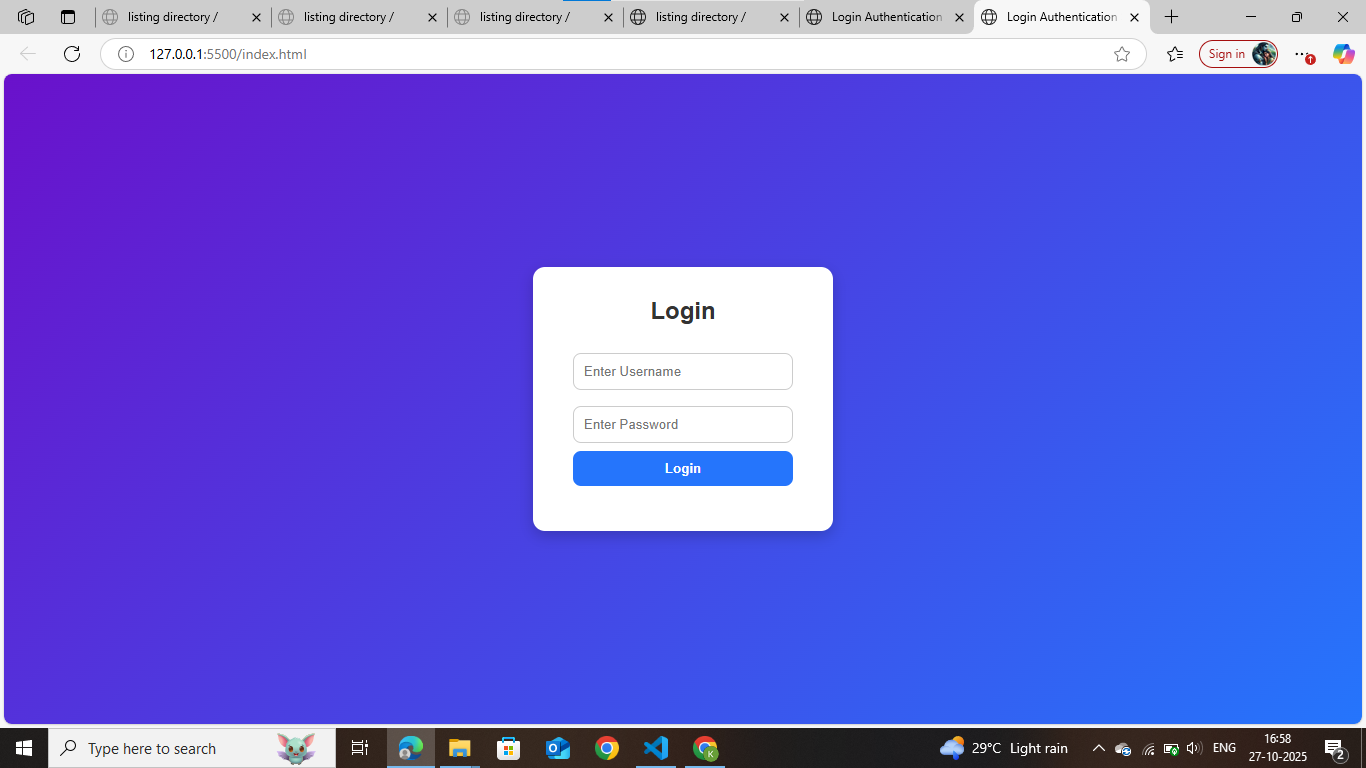 listing directory /
listing directory /
listing directory /
listing directory /
Login Authentication
Login Authentication
127.0.0.1:5500/index.html
Sign in
Login
Enter Username
Enter Password
Login
Type here to search
29°C Light rain
ENG
16:58
27-10-2025
2
K